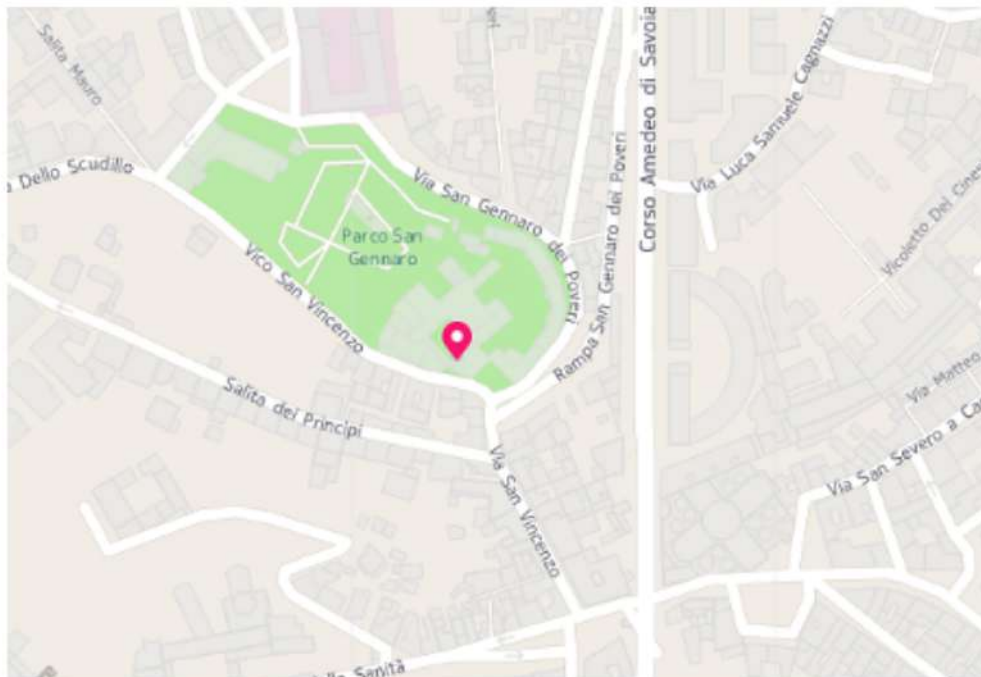 Salita Mauro
Corso Amedeo di Savoia
Via Luca Samuele Cagnazzi
Dello Scudillo
Via San Gennaro dei Poveri
Rampa San Gennaro dei Poveri
Parco San
Gennaro
Vico San Vincenzo
Vicoletto Del Cine
Salita dei Principi
Via Matteo
Via San Severo a Ca
Via San Vincenzo
Sanità